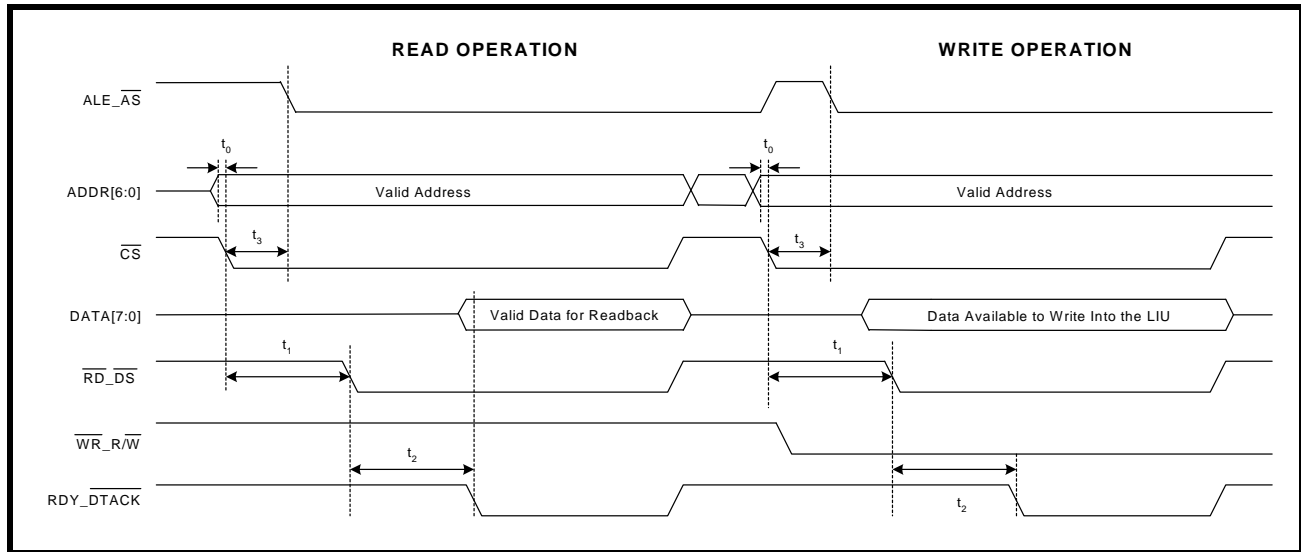 READ OPERATION WRITE OPERATION
ALE_AS
t0 t0
ADDR[6:0] Valid Address Valid Address
t3 t3
CS
DATA[7:0] Valid Data for Readback Data Available to Write Into the LIU
t1 t1
RD_DS
WR_R/W
t2
RDY_DTACK t2